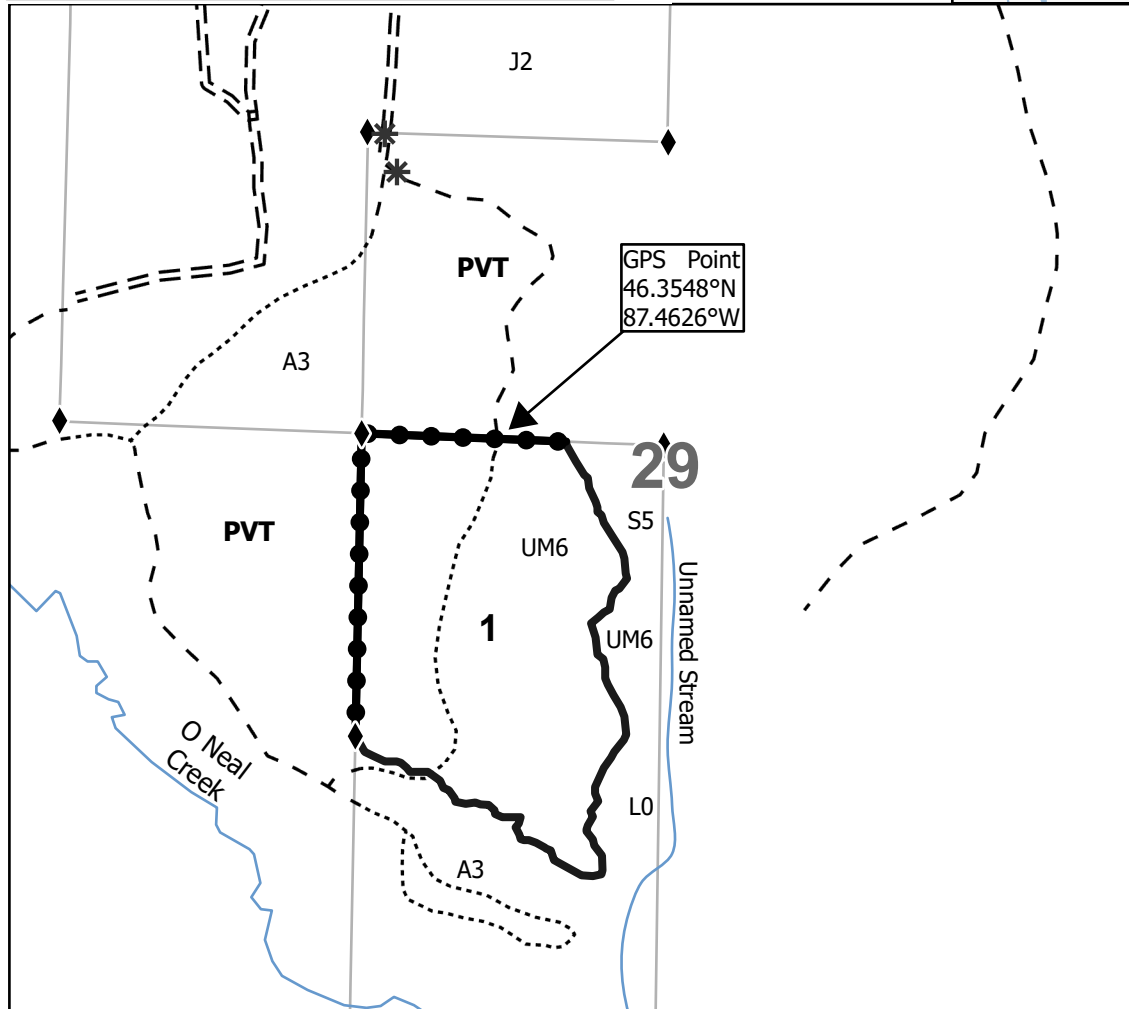 J2
PVT
GPS Point
46.3548°N
87.4626°W
A3
29
S5
PVT
UM6
Unnamed Stream
1
UM6
O Neal
Creek
L0
A3